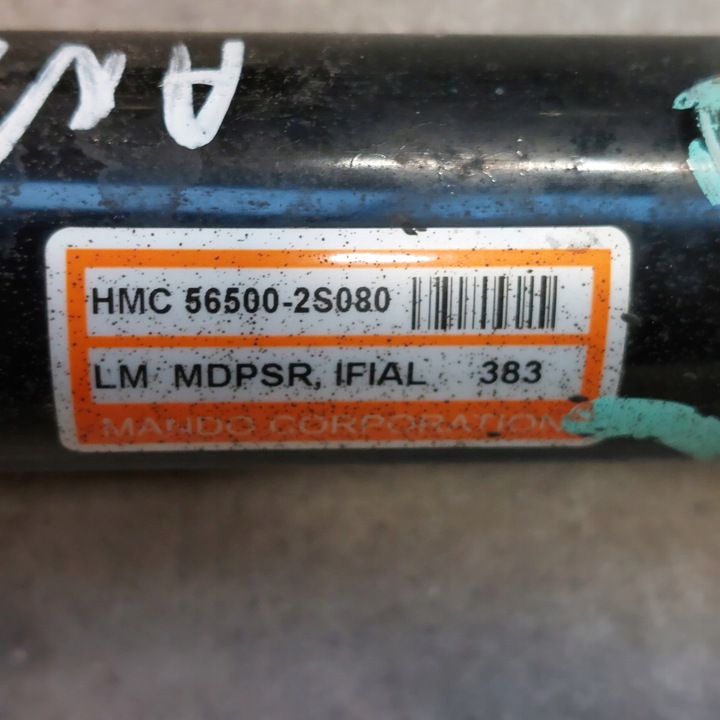 HMC 56500-2S080
LM MDPSR, IFIAL 383
MANDO CORPORATION